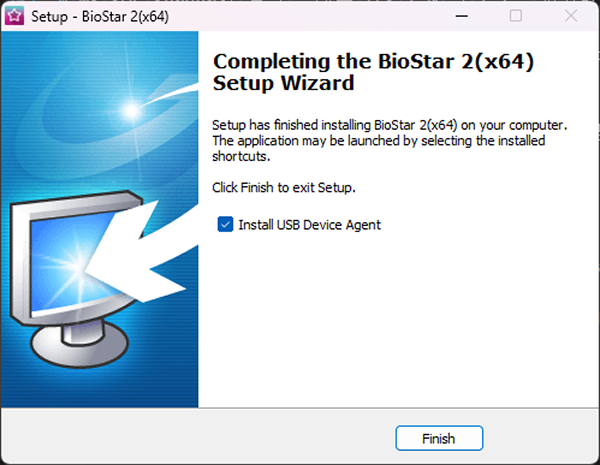 Setup - BioStar 2(x64)
Completing the BioStar 2(x64)
Setup Wizard
Setup has finished installing BioStar 2(x64) on your computer.
The application may be launched by selecting the installed
shortcuts.
Click Finish to exit Setup.
Install USB Device Agent
Finish